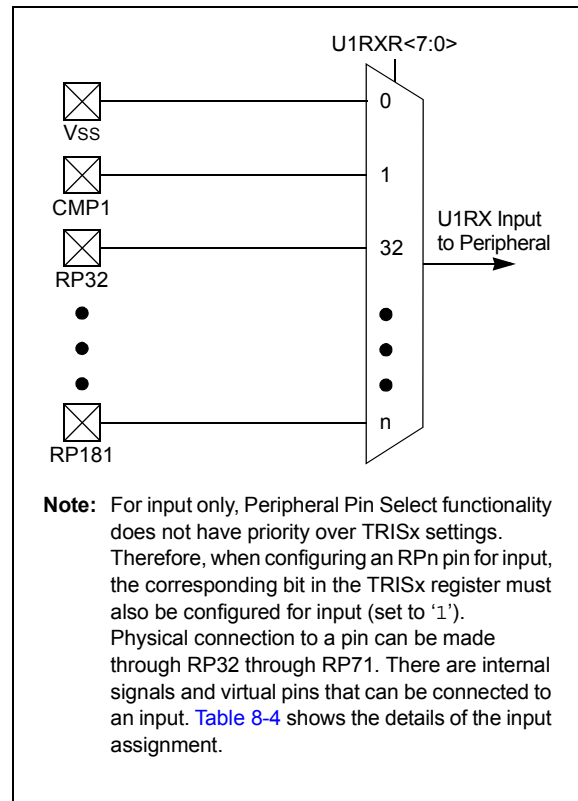 U1RXR<7:0>
Vss
0
CMP1
1
RP32
32
U1RX Input
to Peripheral
RP181
n
Note: For input only, Peripheral Pin Select functionality
does not have priority over TRISx settings.
Therefore, when configuring an RPn pin for input,
the corresponding bit in the TRISx register must
also be configured for input (set to ‘1’).
Physical connection to a pin can be made
through RP32 through RP71. There are internal
signals and virtual pins that can be connected to
an input. Table 8-4 shows the details of the input
assignment.